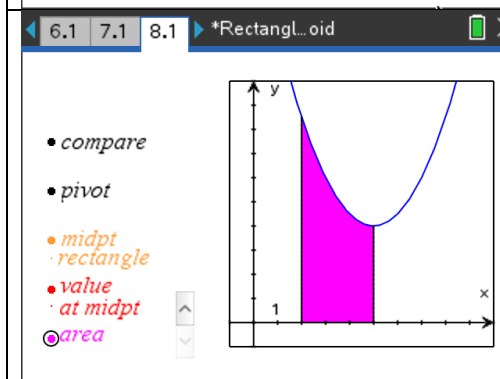 6.1 7.1 8.1 *Rectangl...oid
y
compare
pivot
midpt
rectangle
value
at midpt
area
x
1